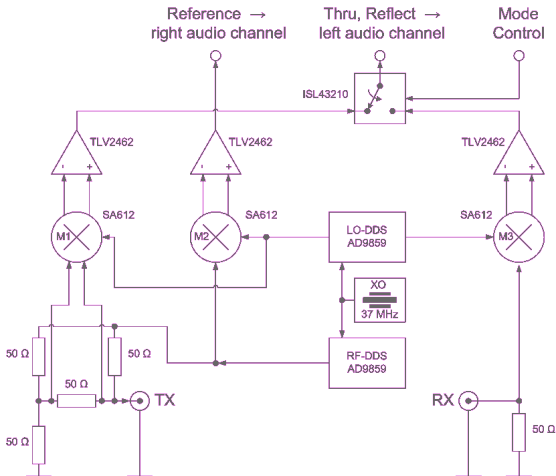 Reference →
right audio channel
Thru, Reflect →
left audio channel
Mode
Control
ISL43210
TLV2462
TLV2462
TLV2462
- +
- +
- +
SA612
SA612
SA612
M1
M2
M3
LO-DDS
AD9859
XO
37 MHz
RF-DDS
AD9859
50 Ω
50 Ω
50 Ω
TX
RX
50 Ω
50 Ω